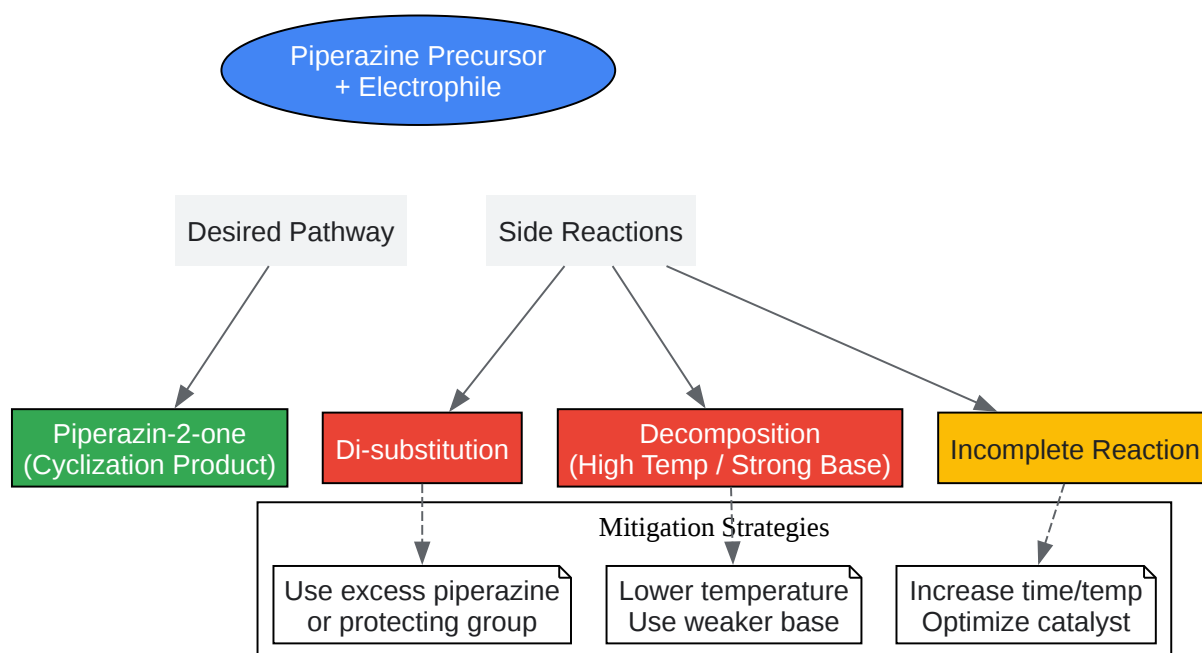 Piperazine Precursor
+ Electrophile
Desired Pathway
Side Reactions
Piperazin-2-one
(Cyclization Product)
Di-substitution
Decomposition
(High Temp / Strong Base)
Incomplete Reaction
Mitigation Strategies
Use excess piperazine
or protecting group
Lower temperature
Use weaker base
Increase time/temp
Optimize catalyst